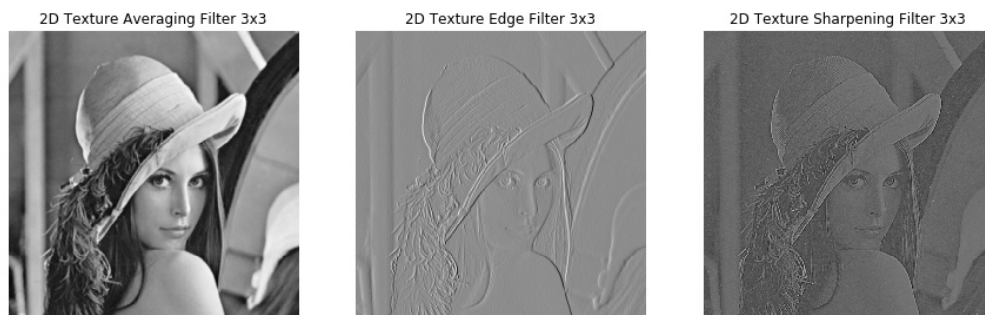 2D Texture Averaging Filter 3x3
2D Texture Edge Filter 3x3
2D Texture Sharpening Filter 3x3